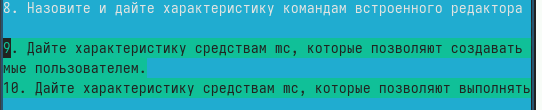 8. Назовите и дайте характеристику командам встроенного редактора
9. Дайте характеристику средствам mc, которые позволяют создавать
мые пользователем.
10. Дайте характеристику средствам mc, которые позволяют выполнять